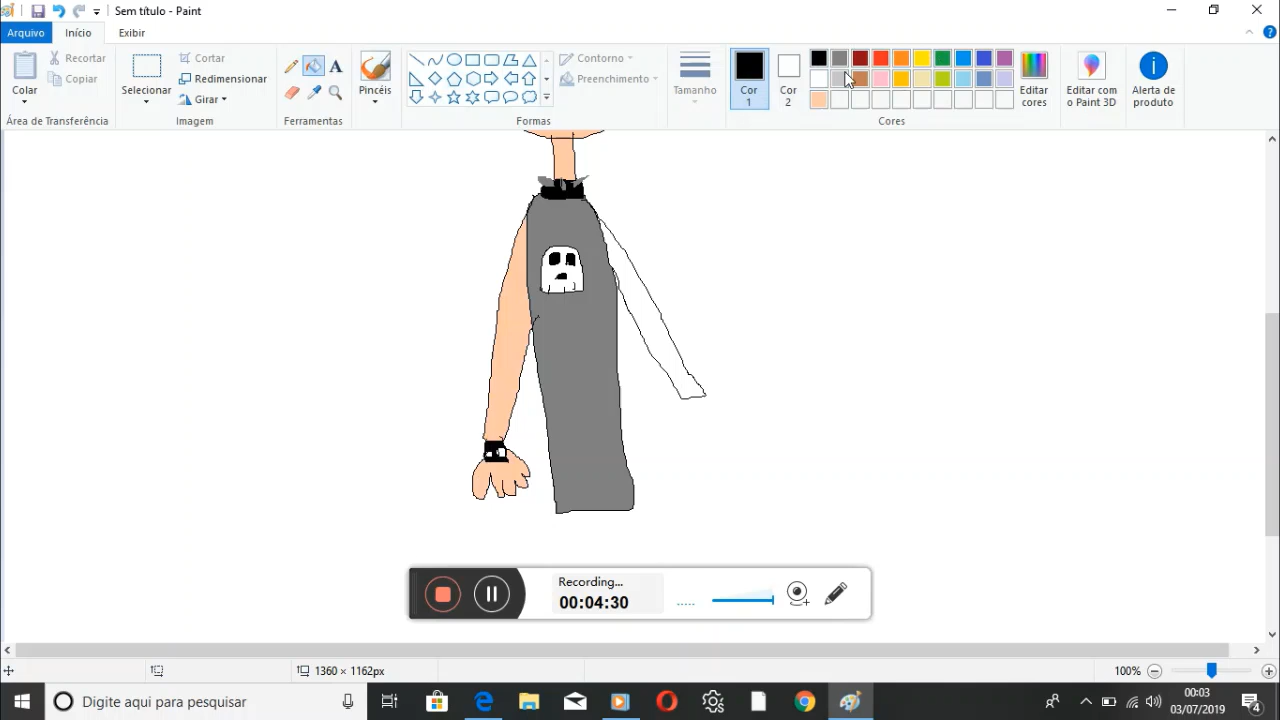 Sem título - Paint
Arquivo Início Exibir
Colar
Recortar
Copiar
Área de Transferência
Selecionar
Cortar
Redimensionar
Girar
Imagem
A
Ferramentas
Pincéis
Contorno
Preenchimento
Formas
Tamanho
Cor
1
Cor
2
Editar
cores
Cores
Editar com
o Paint 3D
Alerta de
produto
Recording...
00:04:30
1360 × 1162px
100%
Digite aqui para pesquisar
00:03
03/07/2019
4